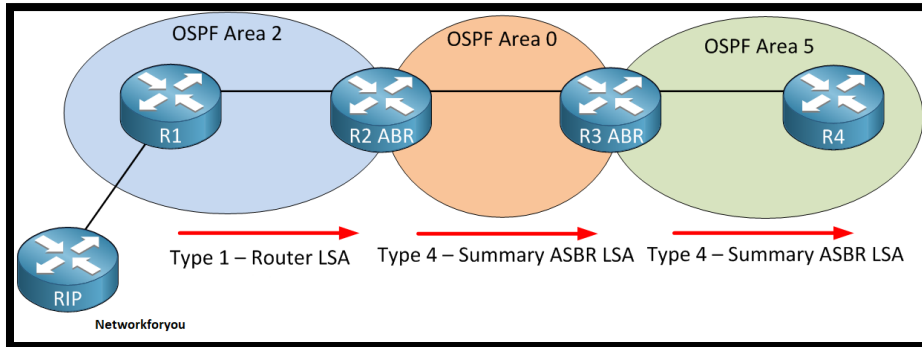 OSPF Area 2
OSPF Area 0
OSPF Area 5
R1
R2 ABR
R3 ABR
R4
Type 1 – Router LSA
Type 4 – Summary ASBR LSA
Type 4 – Summary ASBR LSA
RIP
Networkforyou